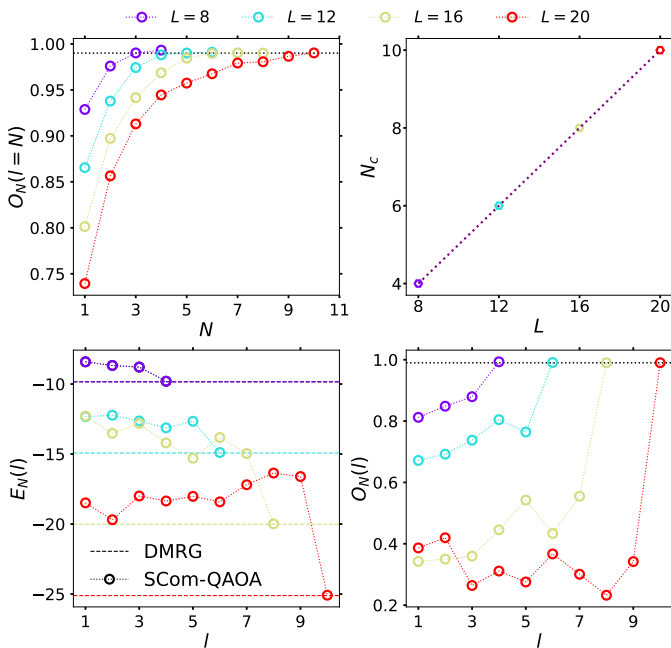 L = 8 L = 12 L = 16 L = 20
1.00
0.95
0.90
0.85
0.80
0.75
O_N(l = N)
1 3 5 7 9 11
N
10
8
6
4
N_c
8 12 16 20
L
−10
−15
−20
−25
E_N(l)
DMRG
SCom-QAOA
1 3 5 7 9
l
1.0
0.8
0.6
0.4
0.2
O_N(l)
1 3 5 7 9
l